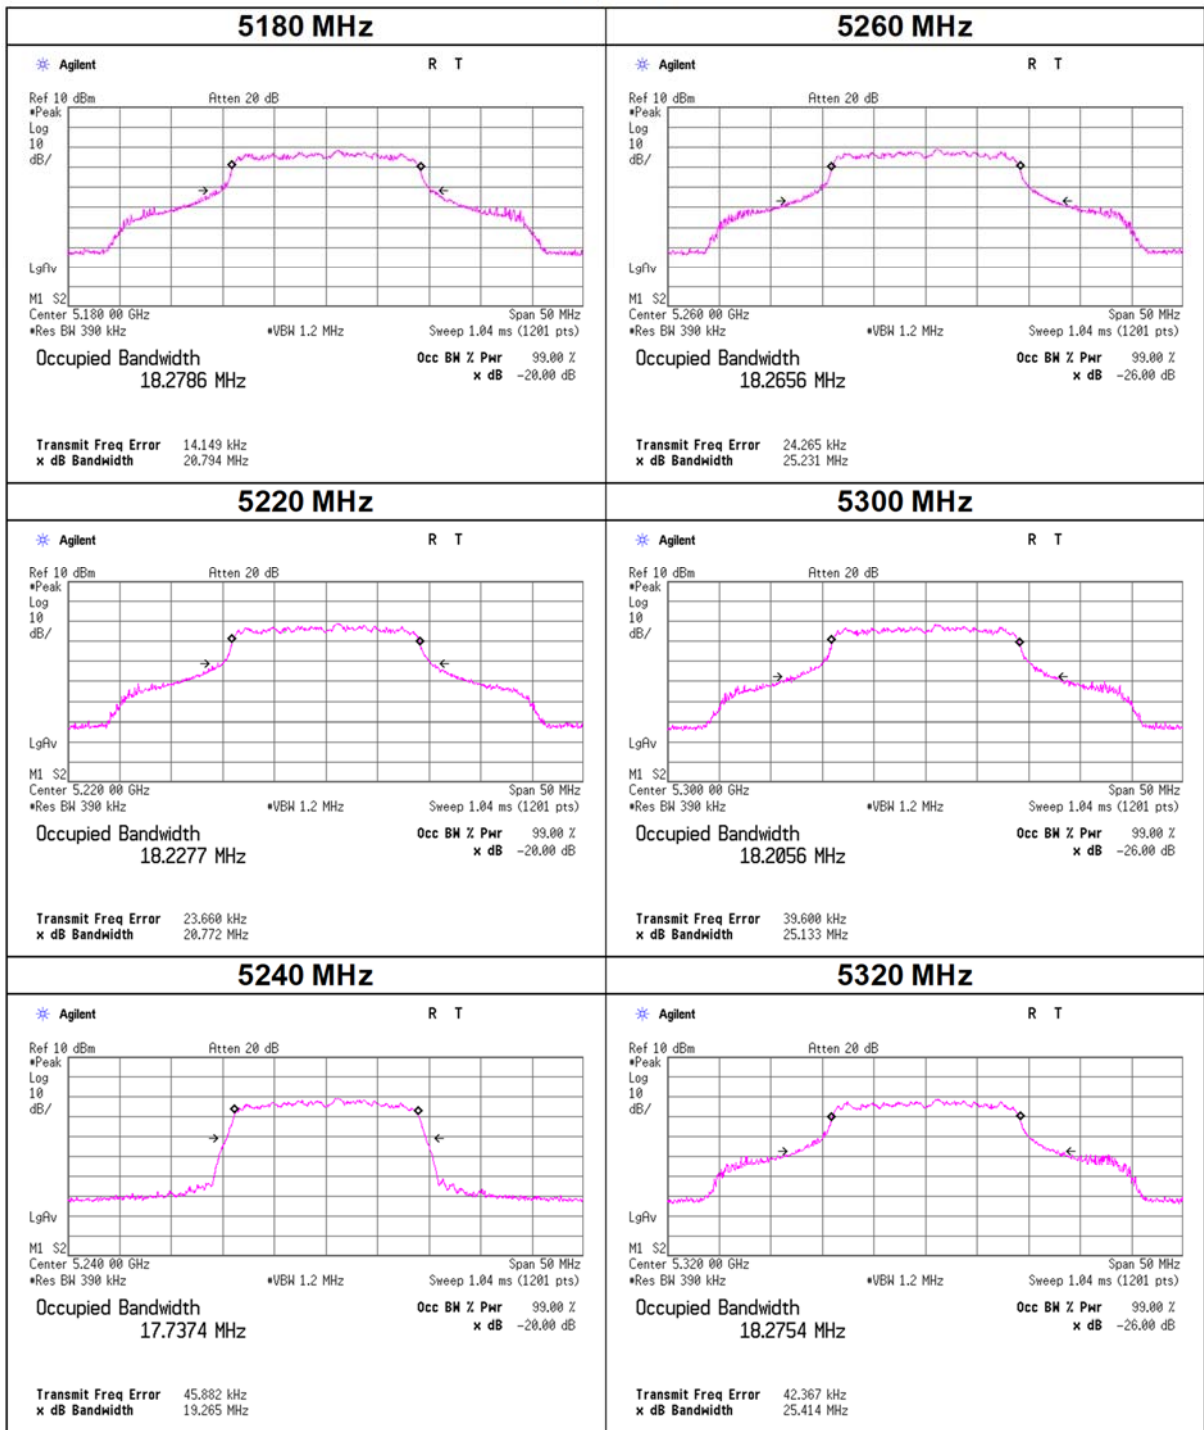 5180 MHz
Agilent R T
Ref 10 dBm Atten 20 dB
#Peak
Log
10
dB/
LgAv
M1 S2
Center 5.180 00 GHz Span 50 MHz
#Res BW 390 kHz #VBW 1.2 MHz Sweep 1.04 ms (1201 pts)
Occupied Bandwidth Occ BW % Pwr 99.00 %
18.2786 MHz x dB -20.00 dB
Transmit Freq Error 14.149 kHz
x dB Bandwidth 20.794 MHz
5260 MHz
Agilent R T
Ref 10 dBm Atten 20 dB
#Peak
Log
10
dB/
LgAv
M1 S2
Center 5.260 00 GHz Span 50 MHz
#Res BW 390 kHz #VBW 1.2 MHz Sweep 1.04 ms (1201 pts)
Occupied Bandwidth Occ BW % Pwr 99.00 %
18.2656 MHz x dB -26.00 dB
Transmit Freq Error 24.265 kHz
x dB Bandwidth 25.231 MHz
5220 MHz
Agilent R T
Ref 10 dBm Atten 20 dB
#Peak
Log
10
dB/
LgAv
M1 S2
Center 5.220 00 GHz Span 50 MHz
#Res BW 390 kHz #VBW 1.2 MHz Sweep 1.04 ms (1201 pts)
Occupied Bandwidth Occ BW % Pwr 99.00 %
18.2277 MHz x dB -20.00 dB
Transmit Freq Error 23.660 kHz
x dB Bandwidth 20.772 MHz
5300 MHz
Agilent R T
Ref 10 dBm Atten 20 dB
#Peak
Log
10
dB/
LgAv
M1 S2
Center 5.300 00 GHz Span 50 MHz
#Res BW 390 kHz #VBW 1.2 MHz Sweep 1.04 ms (1201 pts)
Occupied Bandwidth Occ BW % Pwr 99.00 %
18.2056 MHz x dB -26.00 dB
Transmit Freq Error 39.600 kHz
x dB Bandwidth 25.133 MHz
5240 MHz
Agilent R T
Ref 10 dBm Atten 20 dB
#Peak
Log
10
dB/
LgAv
M1 S2
Center 5.240 00 GHz Span 50 MHz
#Res BW 390 kHz #VBW 1.2 MHz Sweep 1.04 ms (1201 pts)
Occupied Bandwidth Occ BW % Pwr 99.00 %
17.7374 MHz x dB -20.00 dB
Transmit Freq Error 45.882 kHz
x dB Bandwidth 19.265 MHz
5320 MHz
Agilent R T
Ref 10 dBm Atten 20 dB
#Peak
Log
10
dB/
LgAv
M1 S2
Center 5.320 00 GHz Span 50 MHz
#Res BW 390 kHz #VBW 1.2 MHz Sweep 1.04 ms (1201 pts)
Occupied Bandwidth Occ BW % Pwr 99.00 %
18.2754 MHz x dB -26.00 dB
Transmit Freq Error 42.367 kHz
x dB Bandwidth 25.414 MHz